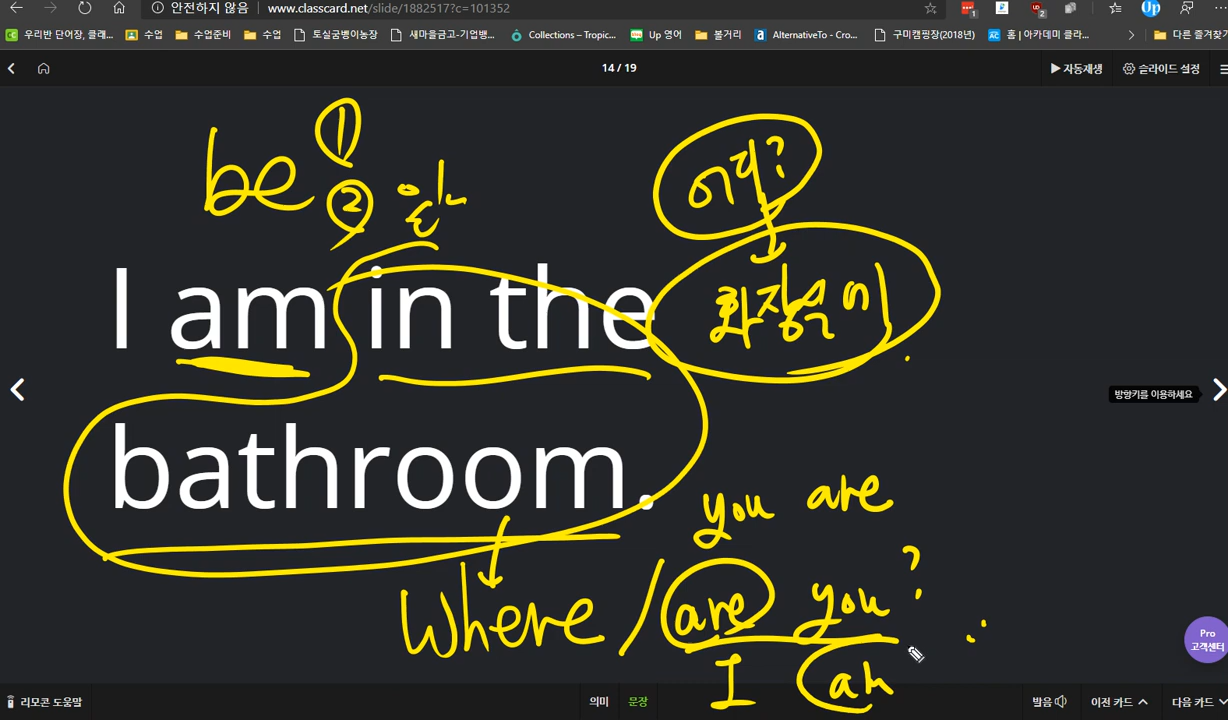 안전하지 않음 www.classcard.net/slide/1882517?c=101352
우리반 단어장, 클래... 수업 수업준비 수업 토실굼벵이농장 새마을금고-기업뱅... Collections – Tropic... Up 영어 볼거리 AlternativeTo - Cro... 구미캠핑장(2018년) 홈 | 아카데미 클라... 다른 즐겨찾기
14 / 19 자동재생 슬라이드 설정
be ① 어디?
②
I am in the 화장실에
방향키를 이용하세요
bathroom.
you are
Where / are you?
I am
Pro
고객센터
리모콘 도움말 의미 문장 발음 이전 카드 다음 카드